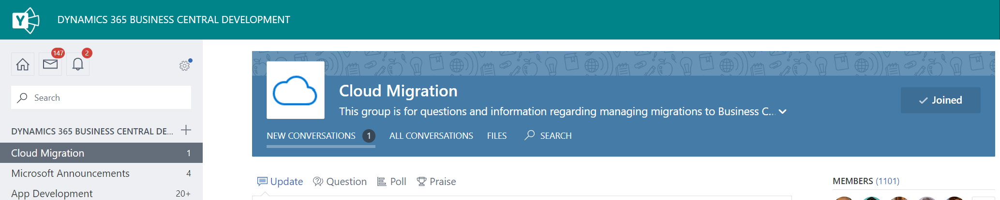 Y
DYNAMICS 365 BUSINESS CENTRAL DEVELOPMENT
147
2
Search
DYNAMICS 365 BUSINESS CENTRAL DE...
Cloud Migration 1
Microsoft Announcements 4
App Development 20+
Cloud Migration
This group is for questions and information regarding managing migrations to Business C...
Joined
NEW CONVERSATIONS 1 ALL CONVERSATIONS FILES SEARCH
Update Question Poll Praise
MEMBERS (1101)